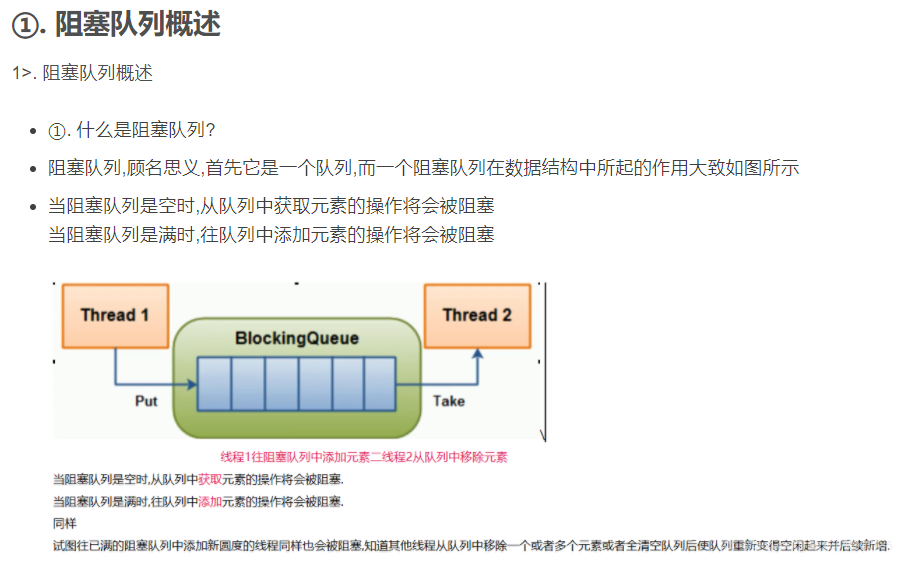 ①. 阻塞队列概述
1>. 阻塞队列概述
①. 什么是阻塞队列?
阻塞队列,顾名思义,首先它是一个队列,而一个阻塞队列在数据结构中所起的作用大致如图所示
当阻塞队列是空时,从队列中获取元素的操作将会被阻塞
当阻塞队列是满时,往队列中添加元素的操作将会被阻塞
Thread 1
Thread 2
BlockingQueue
Put
Take
线程1往阻塞队列中添加元素二线程2从队列中移除元素
当阻塞队列是空时,从队列中获取元素的操作将会被阻塞.
当阻塞队列是满时,往队列中添加元素的操作将会被阻塞.
同样
试图往已满的阻塞队列中添加新圆度的线程同样也会被阻塞,知道其他线程从队列中移除一个或者多个元素或者全清空队列后使队列重新变得空闲起来并后续新增.